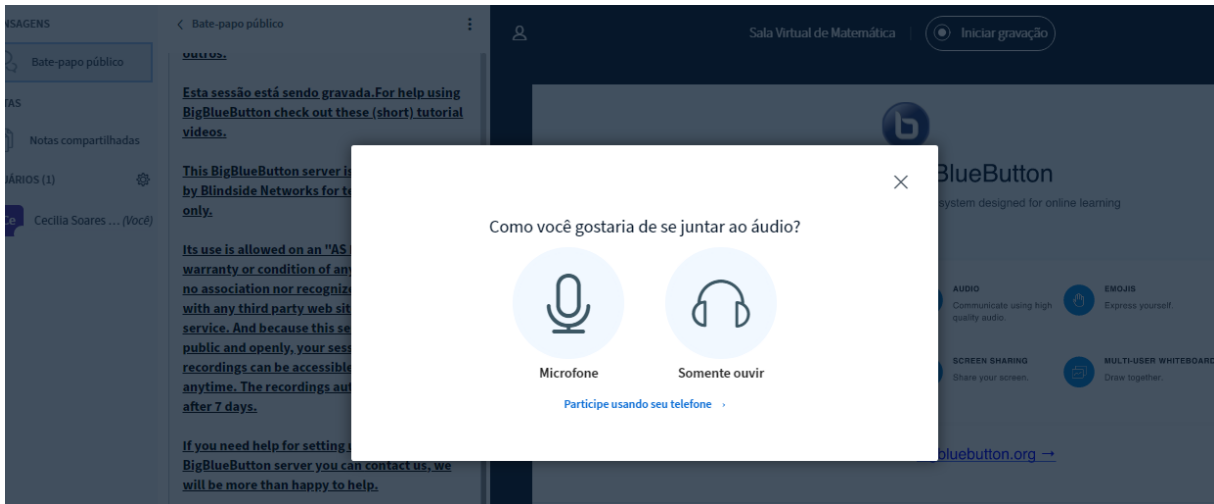 NSAGENS
Bate-papo público
Notas compartilhadas
UÁRIOS (1)
Cecilia Soares ... (Você)
Bate-papo público
outros.
Esta sessão está sendo gravada.For help using
BigBlueButton check out these (short) tutorial
videos.
This BigBlueButton server is
by Blindside Networks for te
only.
Its use is allowed on an "AS
warranty or condition of any
no association nor recognize
with any third party web sit
service. And because this se
public and openly, your sess
recordings can be accessible
anytime. The recordings aut
after 7 days.
If you need help for setting u
BigBlueButton server you can contact us, we
will be more than happy to help.
Sala Virtual de Matemática
Iniciar gravação
Como você gostaria de se juntar ao áudio?
Microfone
Somente ouvir
Participe usando seu telefone
BlueButton
system designed for online learning
AUDIO
Communicate using high
quality audio.
EMOJIS
Express yourself.
SCREEN SHARING
Share your screen.
MULTI-USER WHITEBOARD
Draw together.
bluebutton.org →